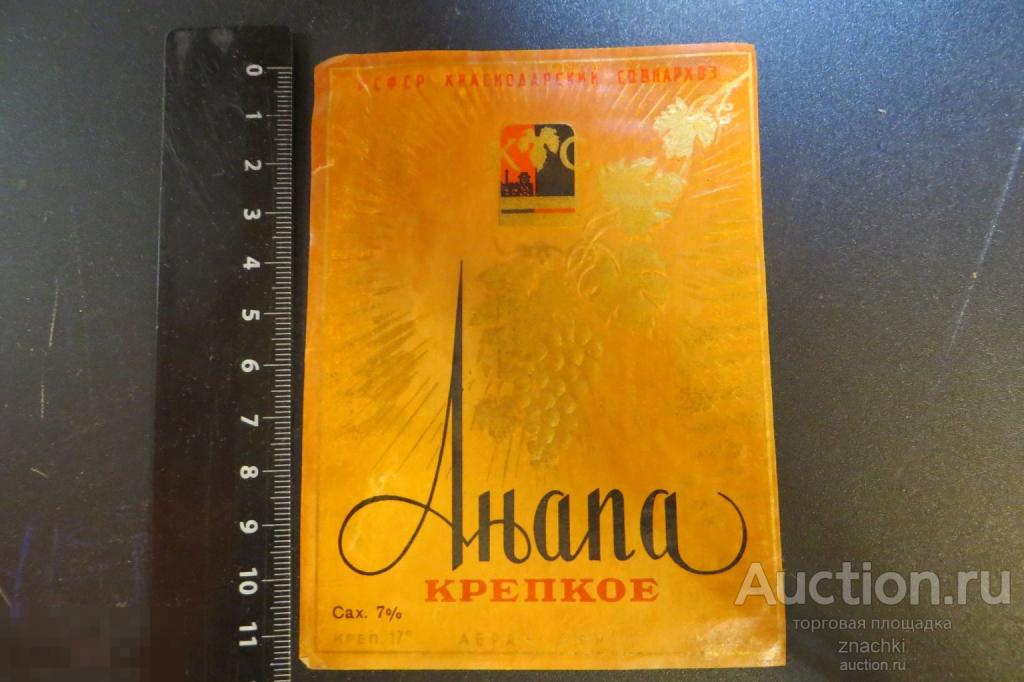 РСФСР КРАСНОДАРСКИЙ СОВНАРХОЗ
К С
Анапа
КРЕПКОЕ
Сах. 7%
КРЕП. 17°
0
1
2
3
4
5
6
7
8
9
10
11
Auction.ru
торговая площадка
znachki
auction.ru